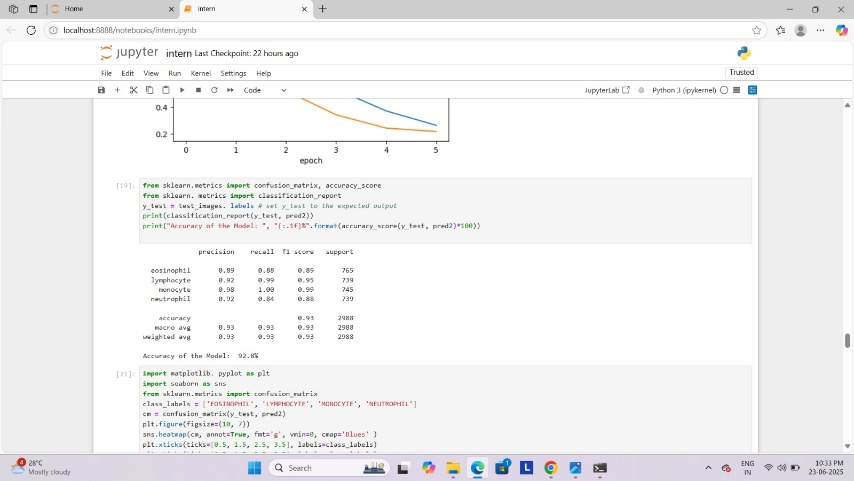 Home
intern
localhost:8888/notebooks/intern.ipynb
jupyter intern Last Checkpoint: 22 hours ago
File Edit View Run Kernel Settings Help
Trusted
Code
JupyterLab Python 3 (ipykernel)
0.4
0.2
0 1 2 3 4 5
epoch
[19]: from sklearn.metrics import confusion_matrix, accuracy_score
from sklearn. metrics import classification_report
y_test = test_images. labels # set y_test to the expected output
print(classification_report(y_test, pred2))
print("Accuracy of the Model: ", "{:.1f}%".format(accuracy_score(y_test, pred2)*100))
precision recall f1-score support
eosinophil 0.89 0.88 0.89 765
lymphocyte 0.92 0.99 0.95 739
monocyte 0.98 1.00 0.99 745
neutrophil 0.92 0.84 0.88 739
accuracy 0.93 2988
macro avg 0.93 0.93 0.93 2988
weighted avg 0.93 0.93 0.93 2988
Accuracy of the Model: 92.8%
[21]: import matplotlib. pyplot as plt
import seaborn as sns
from sklearn.metrics import confusion_matrix
class_labels = ['EOSINOPHIL', 'LYMPHOCYTE', 'MONOCYTE', 'NEUTROPHIL']
cm = confusion_matrix(y_test, pred2)
plt.figure(figsize=(10, 7))
sns.heatmap(cm, annot=True, fmt='g', vmin=0, cmap='Blues' )
plt.xticks(ticks=[0.5, 1.5, 2.5, 3.5], labels=class_labels)
4
28°C
Mostly cloudy
Search
1
L
ENG
IN
10:33 PM
23-06-2025